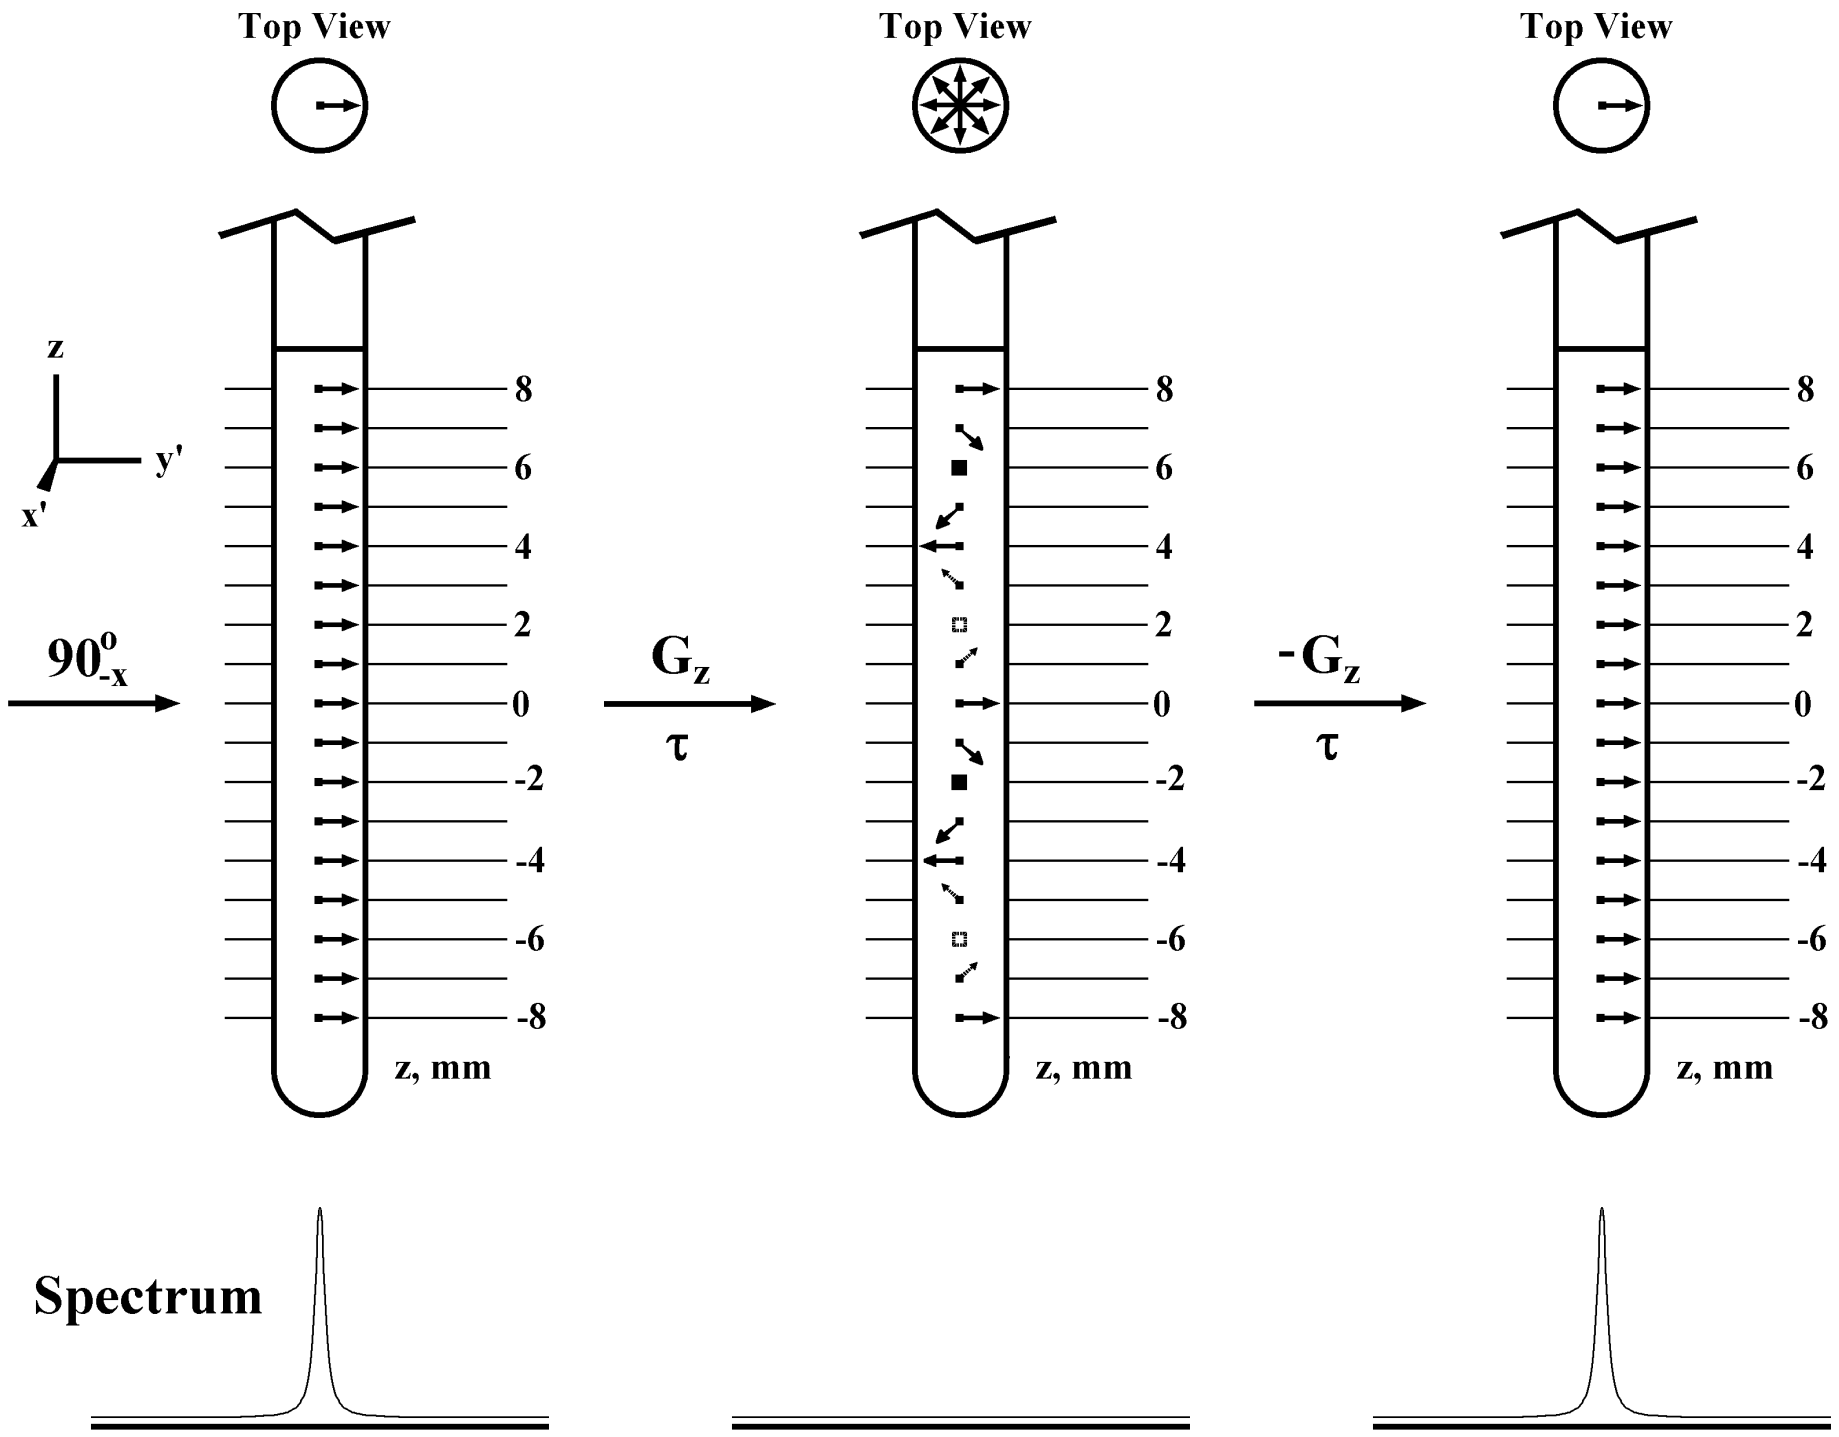 Top View Top View Top View
z
y'
x'
8 8 8
6 6 6
4 4 4
2 2 2
90°-x Gz -Gz
τ τ
0 0 0
-2 -2 -2
-4 -4 -4
-6 -6 -6
-8 -8 -8
z, mm z, mm z, mm
Spectrum